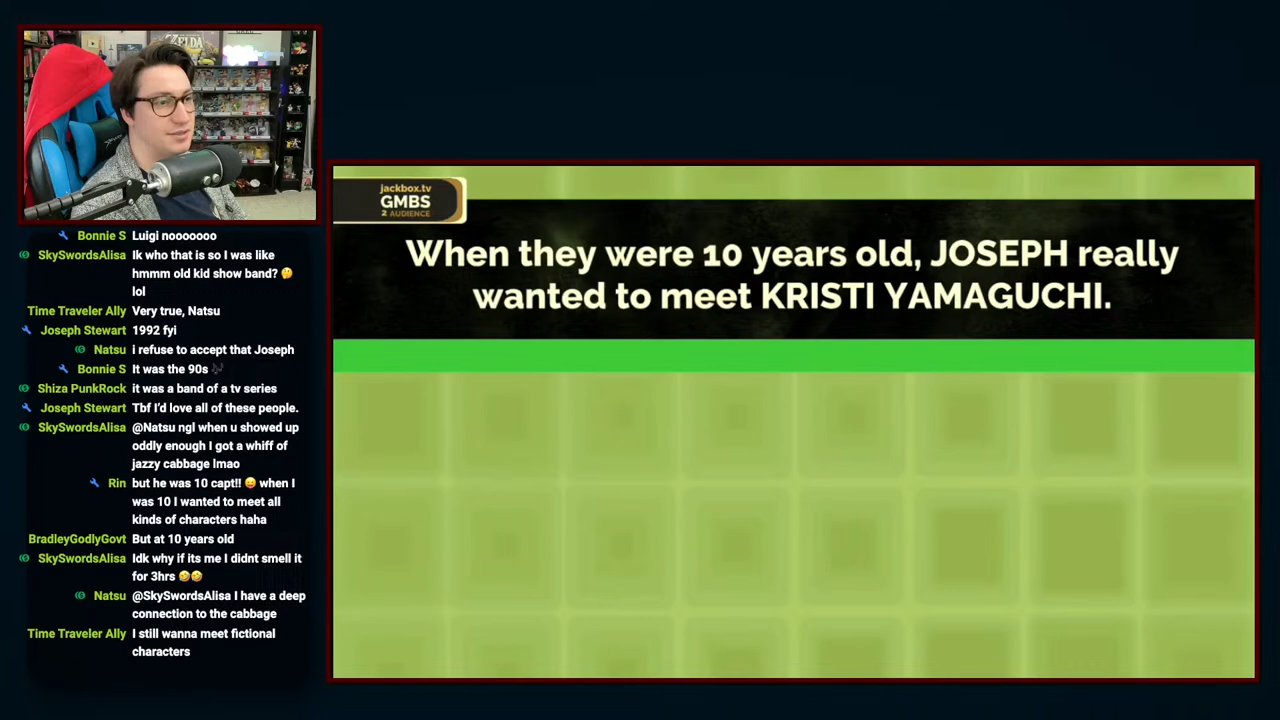 ZELDA
Bonnie S Luigi nooooooo
SkySwordsAlisa Ik who that is so I was like
hmmm old kid show band? 🤔
lol
Time Traveler Ally Very true, Natsu
Joseph Stewart 1992 fyi
Natsu i refuse to accept that Joseph
Bonnie S It was the 90s 🎶
Shiza PunkRock it was a band of a tv series
Joseph Stewart Tbf I'd love all of these people.
SkySwordsAlisa @Natsu ngl when u showed up
oddly enough I got a whiff of
jazzy cabbage lmao
Rin but he was 10 capt!! 😜 when I
was 10 I wanted to meet all
kinds of characters haha
BradleyGodlyGovt But at 10 years old
SkySwordsAlisa Idk why if its me I didnt smell it
for 3hrs 🤣🤣
Natsu @SkySwordsAlisa I have a deep
connection to the cabbage
Time Traveler Ally I still wanna meet fictional
characters
jackbox.tv
GMBS
2 AUDIENCE
When they were 10 years old, JOSEPH really
wanted to meet KRISTI YAMAGUCHI.